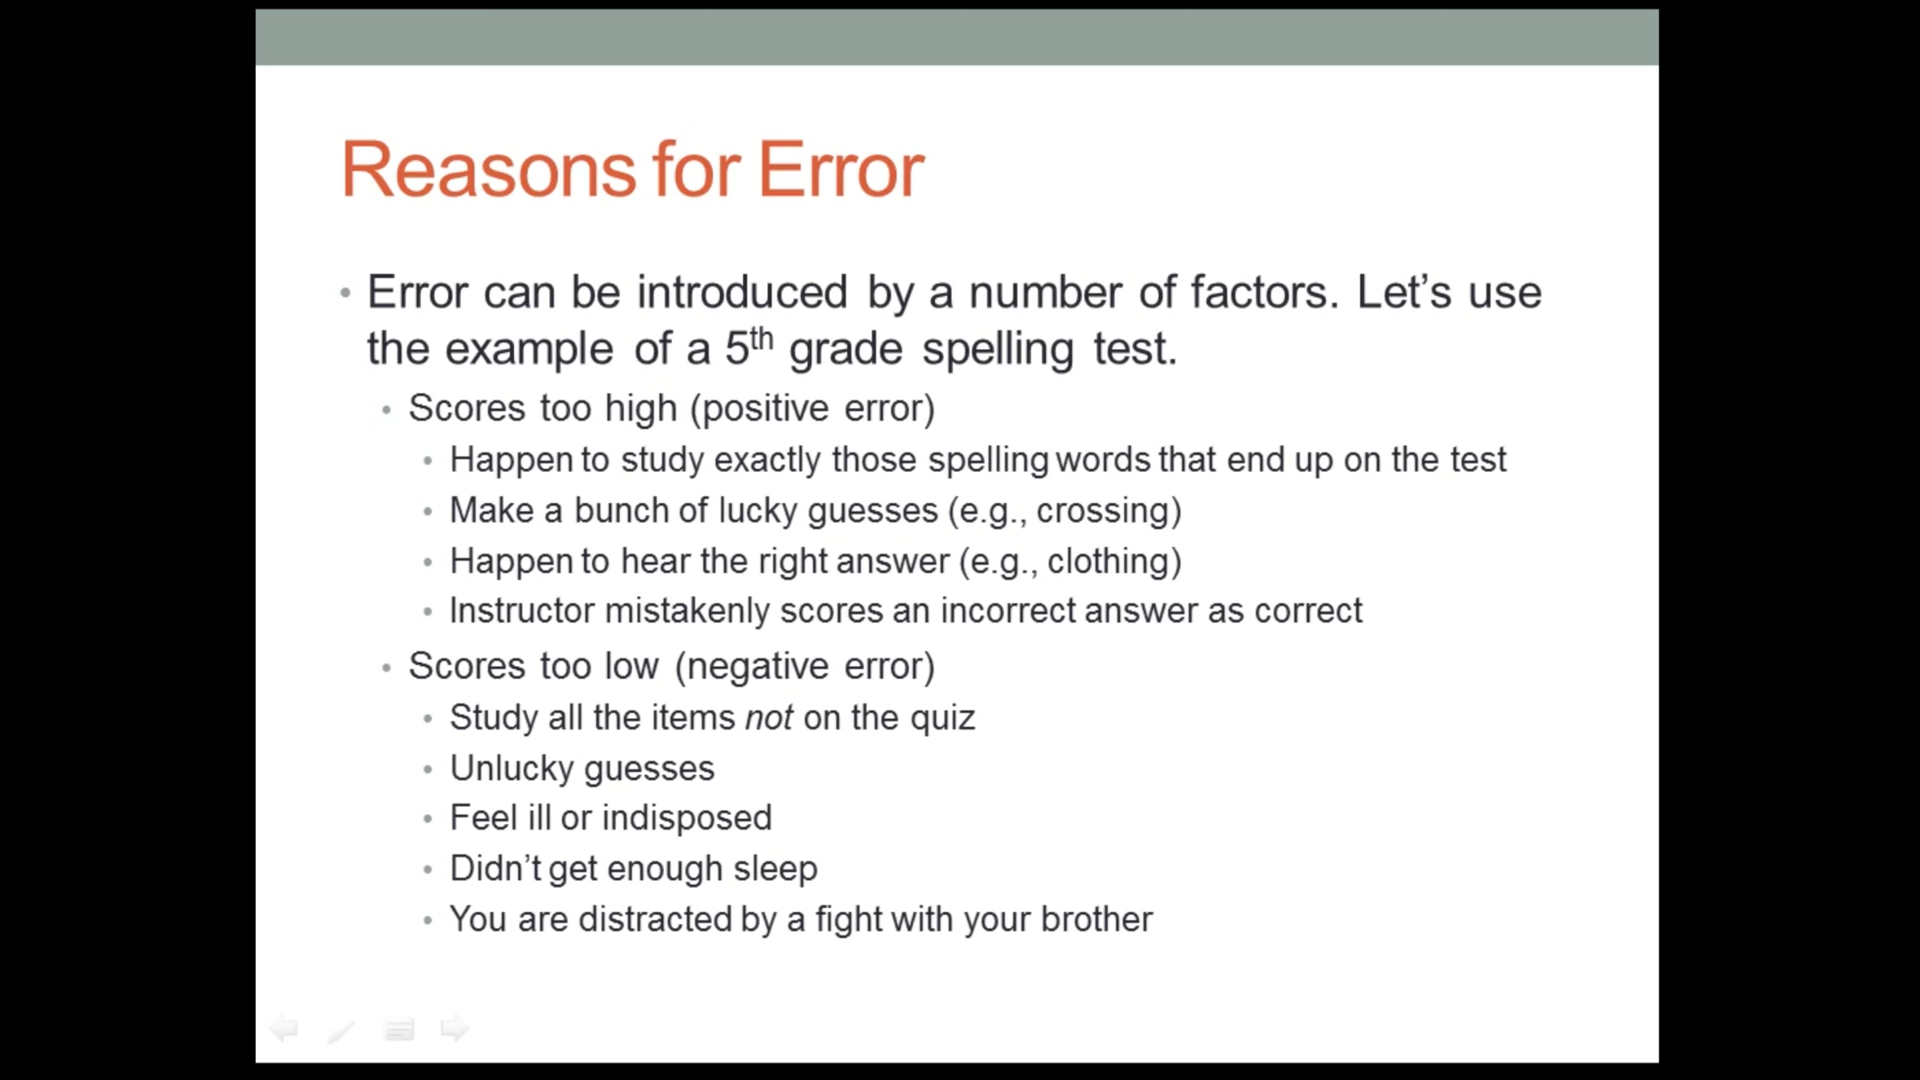 Reasons for Error
• Error can be introduced by a number of factors. Let’s use
the example of a 5th grade spelling test.
• Scores too high (positive error)
• Happen to study exactly those spelling words that end up on the test
• Make a bunch of lucky guesses (e.g., crossing)
• Happen to hear the right answer (e.g., clothing)
• Instructor mistakenly scores an incorrect answer as correct
• Scores too low (negative error)
• Study all the items not on the quiz
• Unlucky guesses
• Feel ill or indisposed
• Didn’t get enough sleep
• You are distracted by a fight with your brother